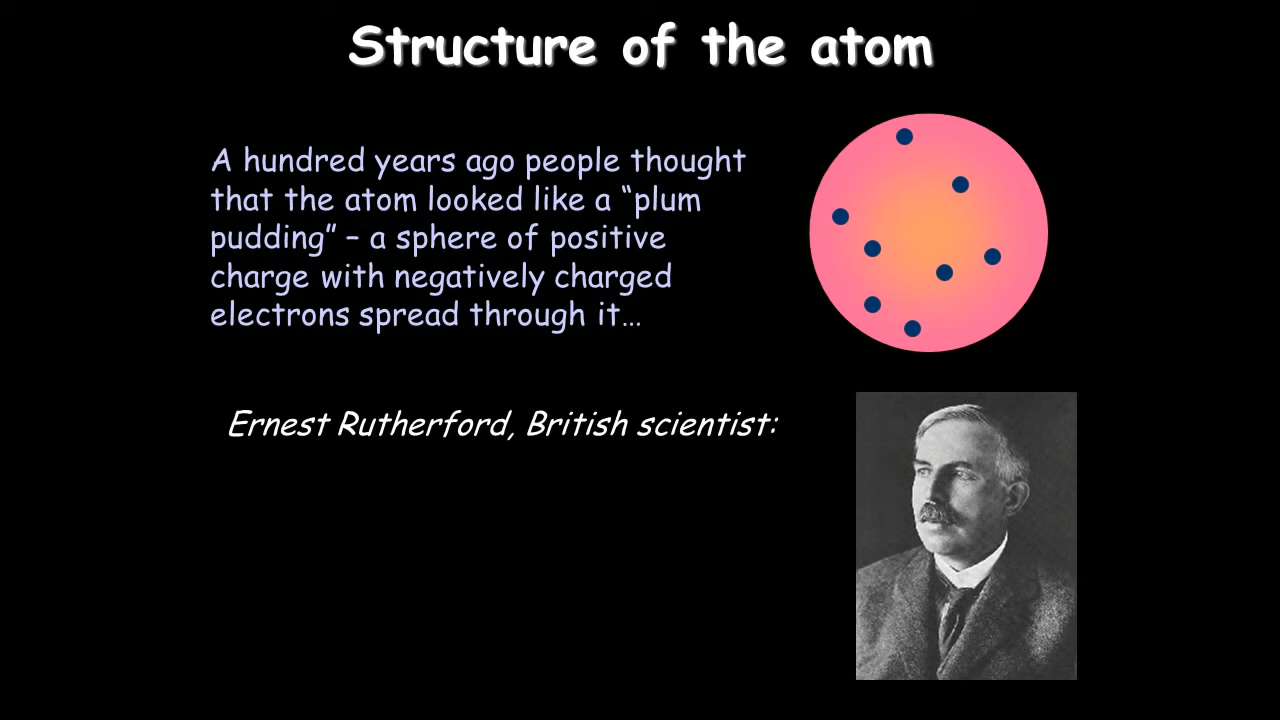 Structure of the atom
A hundred years ago people thought
that the atom looked like a “plum
pudding” – a sphere of positive
charge with negatively charged
electrons spread through it…
Ernest Rutherford, British scientist: